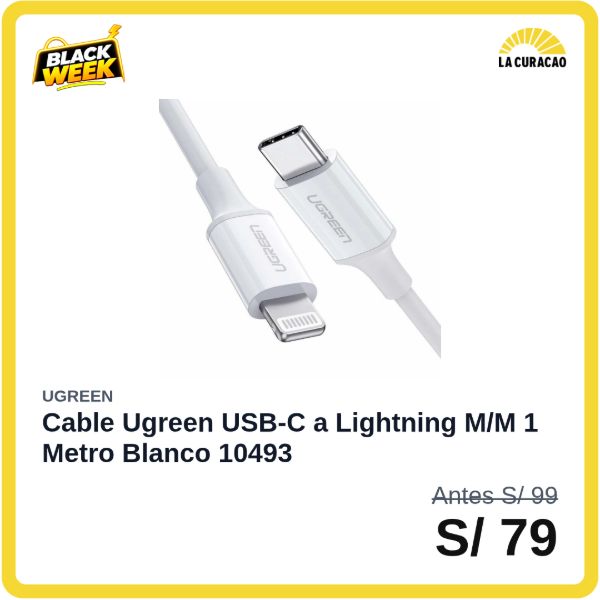 BLACK
WEEK
LA CURACAO
UGREEN
UGREEN
UGREEN
Cable Ugreen USB-C a Lightning M/M 1
Metro Blanco 10493
Antes S/ 99
S/ 79